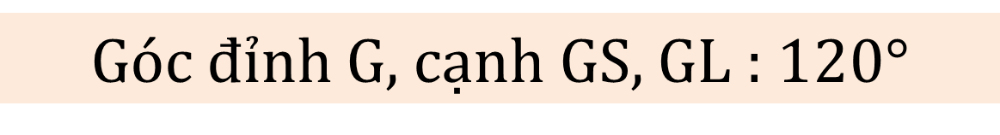 Góc đỉnh G, cạnh GS, GL : 120°